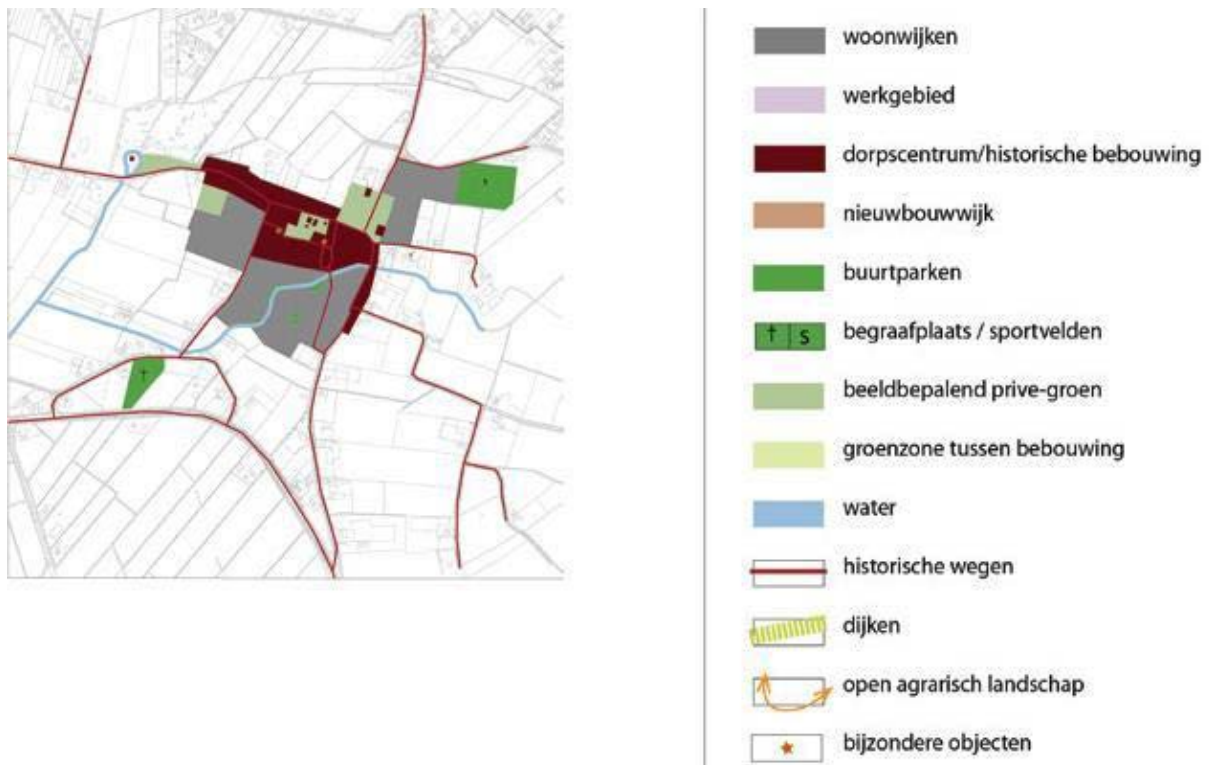 woonwijken
werkgebied
dorpscentrum/historische bebouwing
nieuwbouwwijk
buurtparken
† S begraafplaats / sportvelden
beeldbepalend prive-groen
groenzone tussen bebouwing
water
historische wegen
dijken
open agrarisch landschap
bijzondere objecten